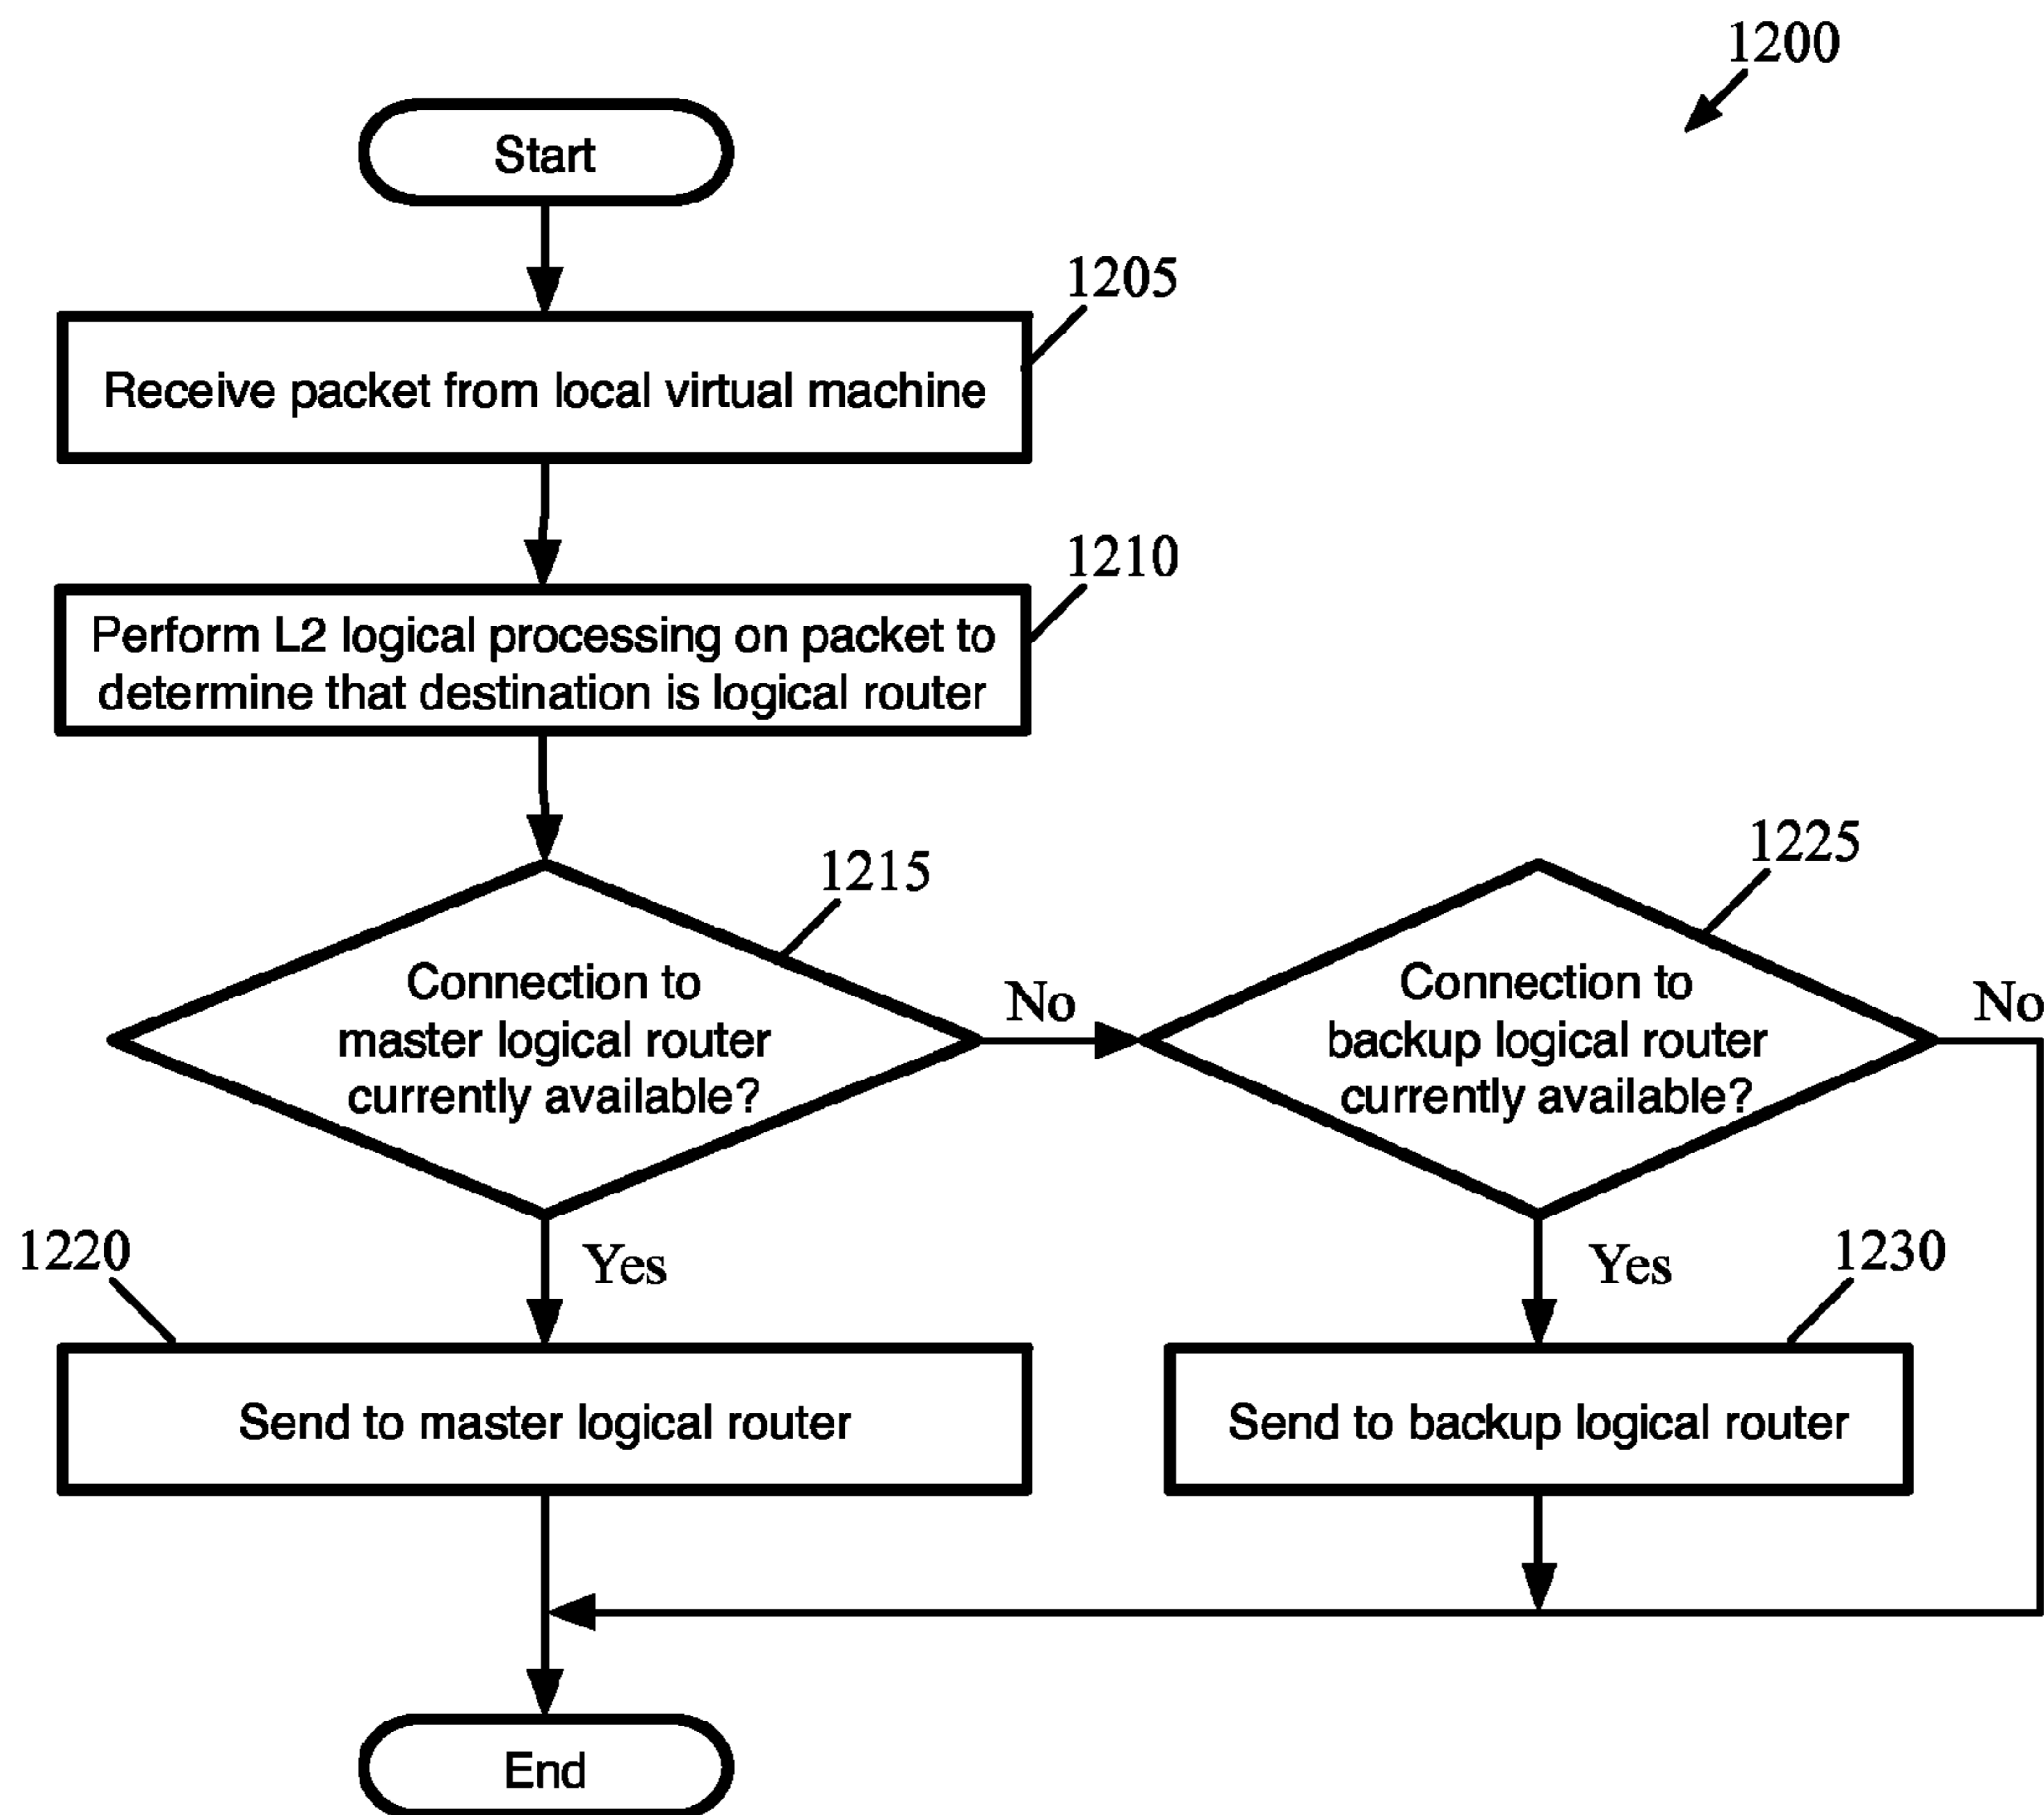 1200
Start
1205
Receive packet from local virtual machine
1210
Perform L2 logical processing on packet to
determine that destination is logical router
1215
Connection to
master logical router
currently available?
No
1225
Connection to
backup logical router
currently available?
No
1220
Yes
Send to master logical router
Yes
1230
Send to backup logical router
End